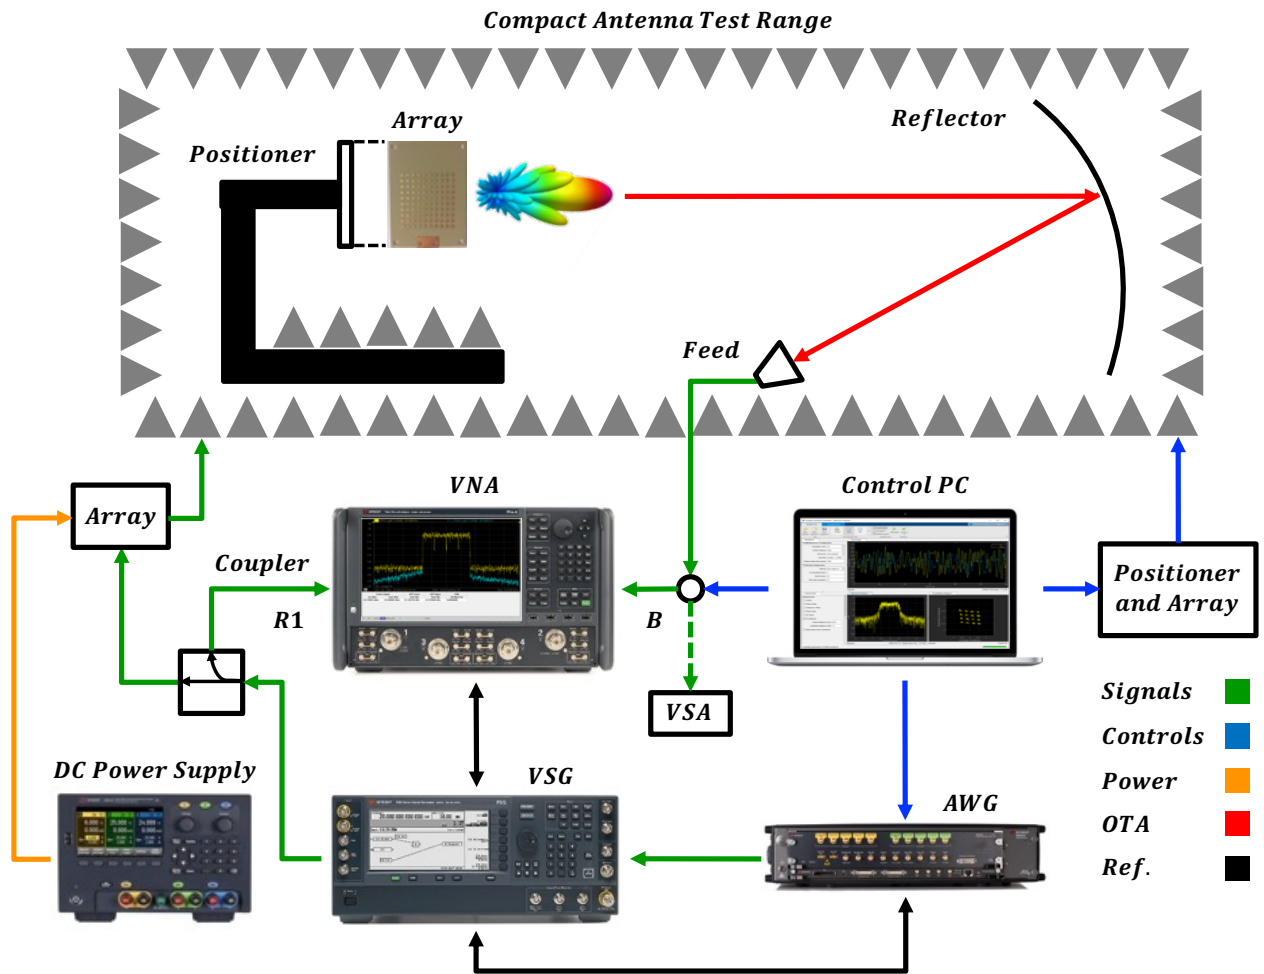 Compact Antenna Test Range
Array
Reflector
Positioner
Feed
VNA
Control PC
Array
Coupler
R1
B
Positioner
and Array
VSA
Signals
Controls
DC Power Supply
VSG
Power
AWG
OTA
Ref.